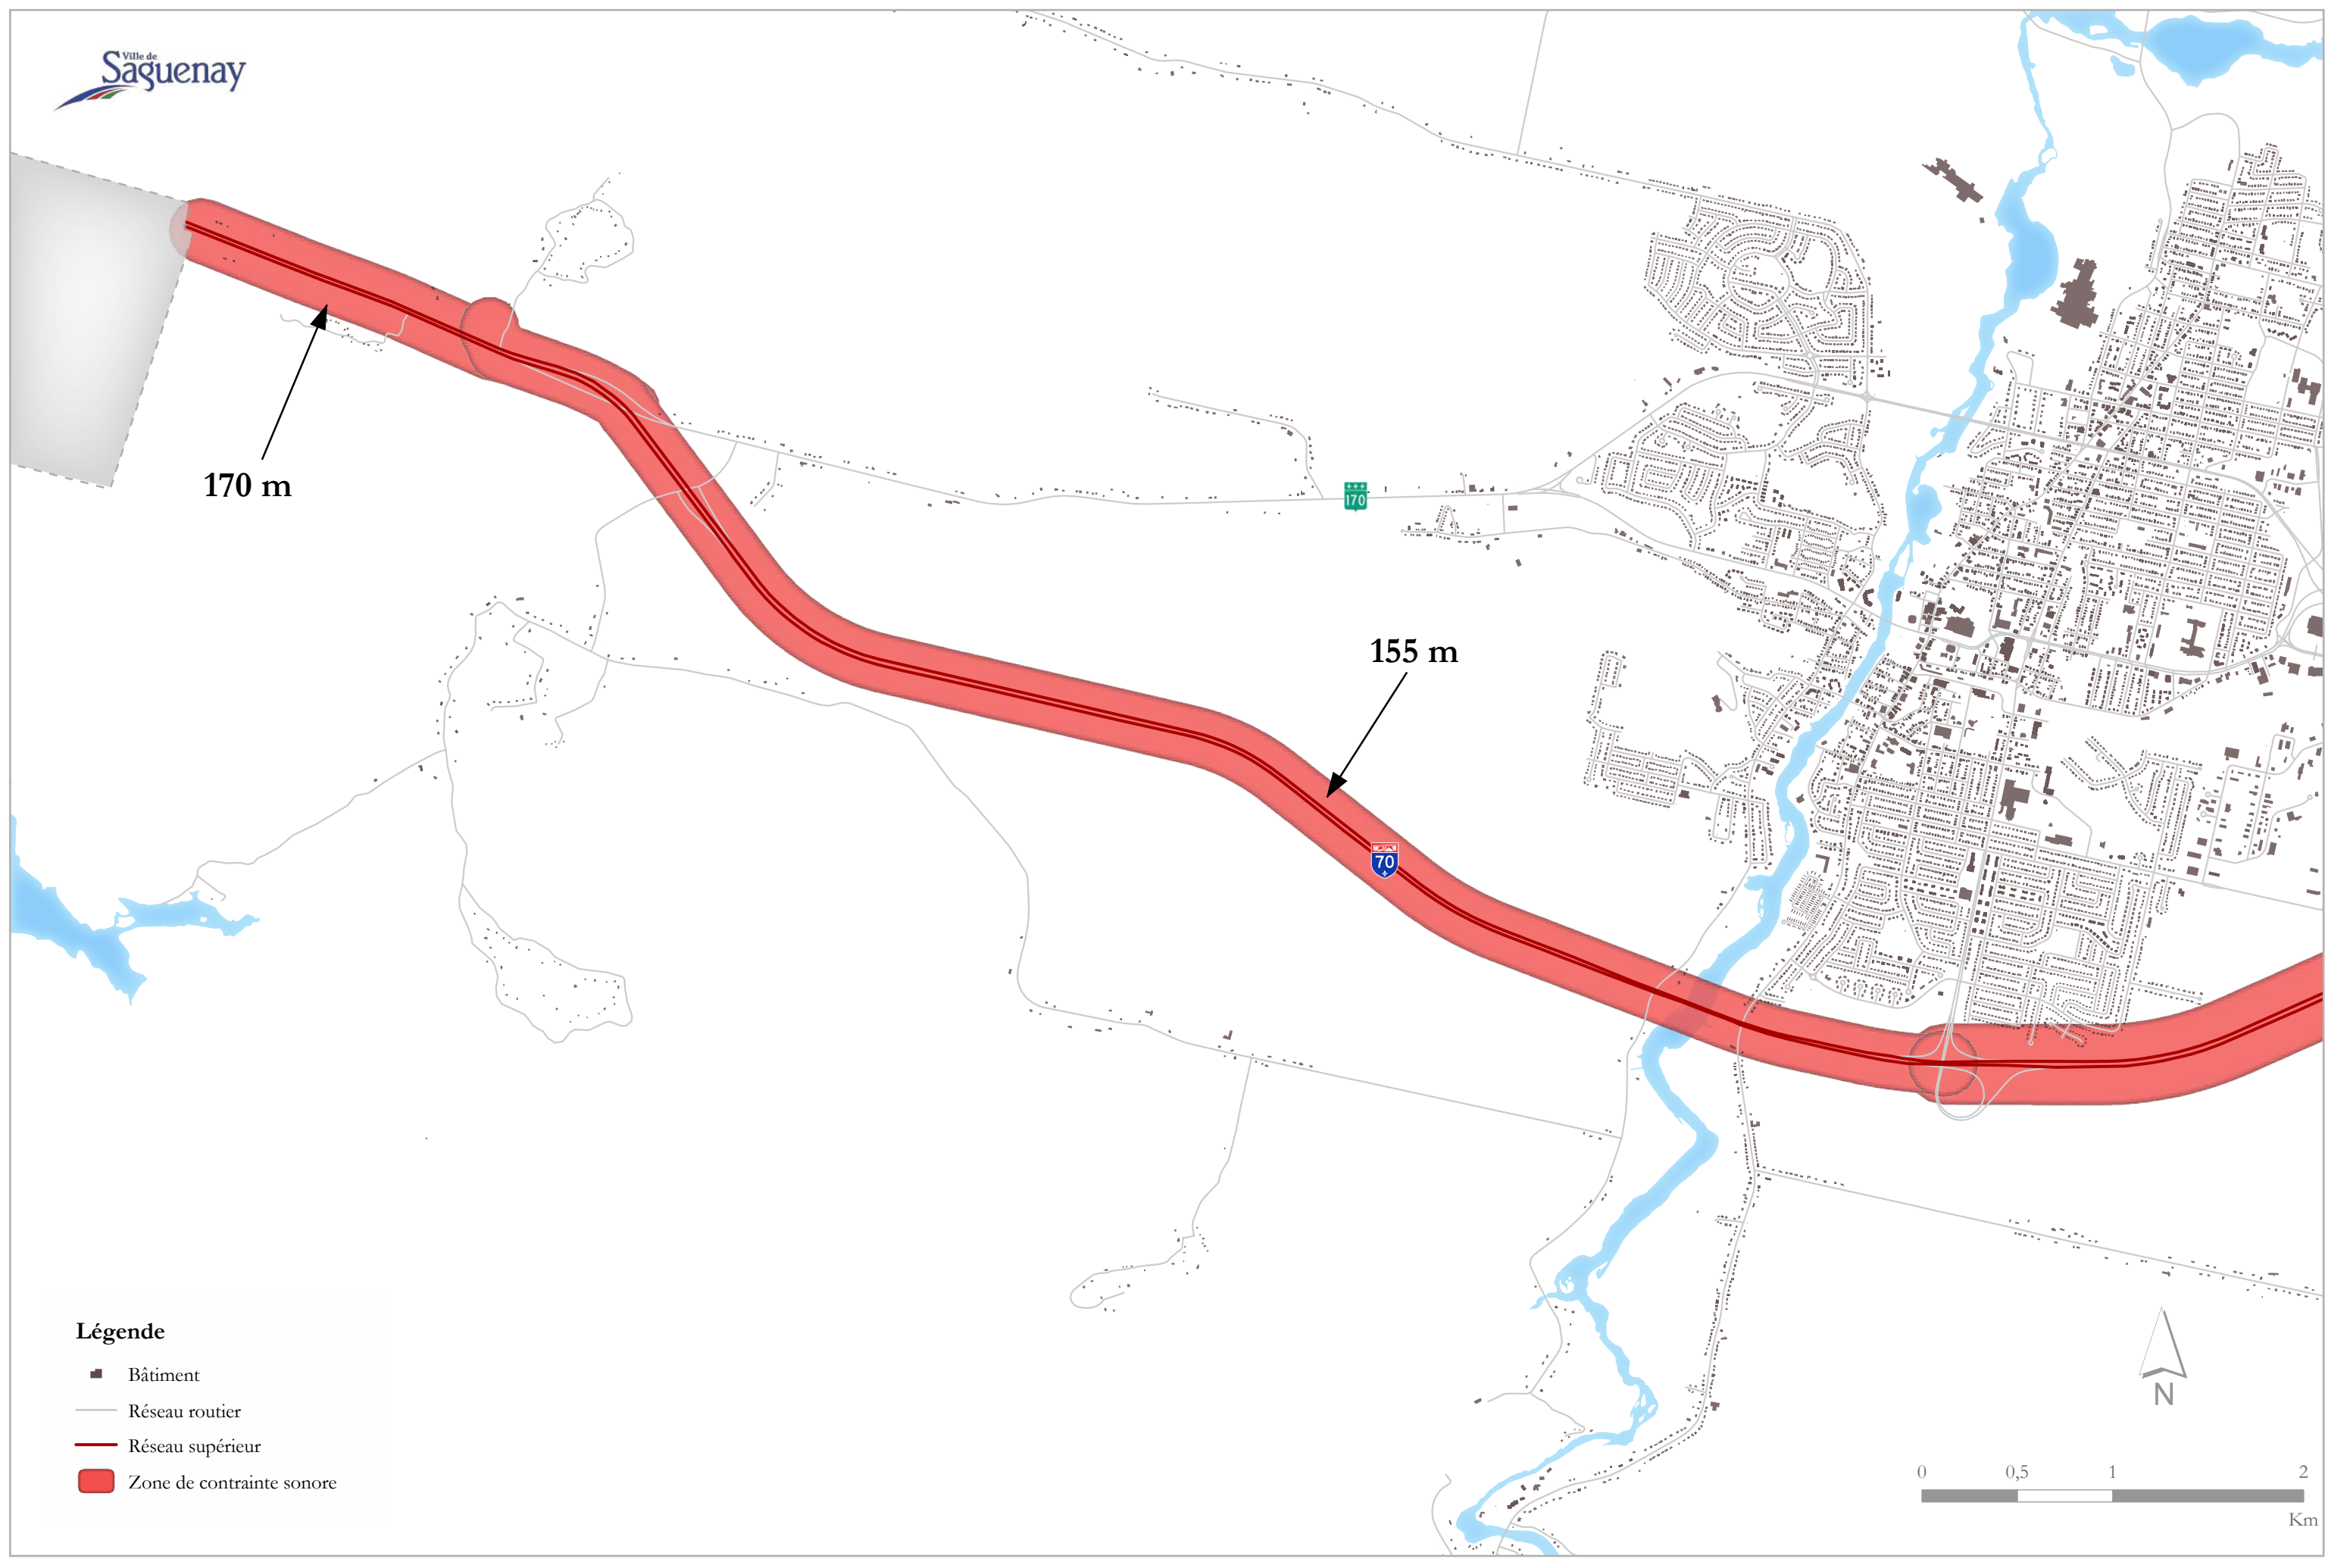 Ville de
Saguenay
170 m
170
155 m
70
Légende
Bâtiment
Réseau routier
Réseau supérieur
Zone de contrainte sonore
N
0 0,5 1 2
Km